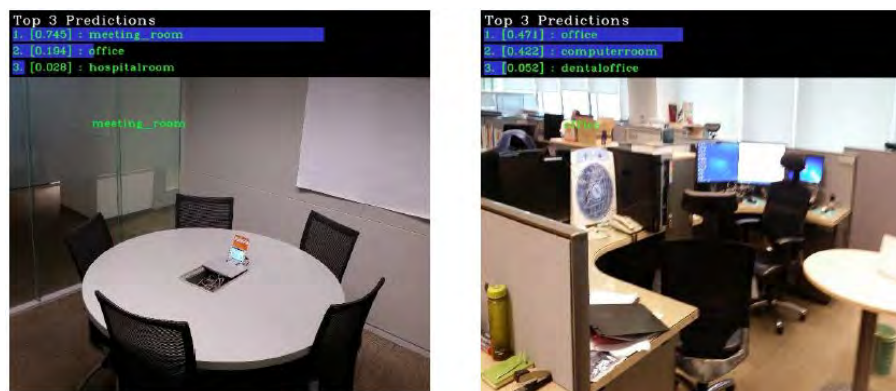 Top 3 Predictions
1. [0.745] : meeting_room
2. [0.194] : office
3. [0.028] : hospitalroom
meeting_room
Top 3 Predictions
1. [0.471] : office
2. [0.422] : computerroom
3. [0.052] : dentaloffice
office